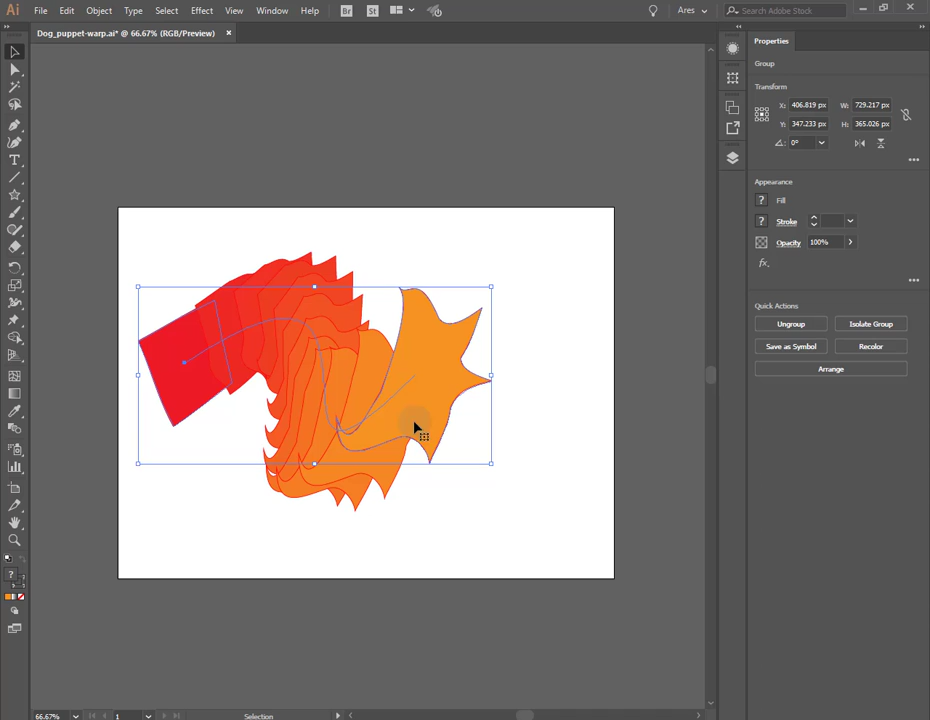 Ai File Edit Object Type Select Effect View Window Help Br St Ares Search Adobe Stock
Dog_puppet-warp.ai* @ 66.67% (RGB/Preview)
Properties
Group
Transform
X: 406.819 px W: 729.217 px
Y: 347.233 px H: 365.026 px
0°
Appearance
? Fill
? Stroke
Opacity 100%
fx
Quick Actions
Ungroup Isolate Group
Save as Symbol Recolor
Arrange
T
?
66.67% 1 Selection